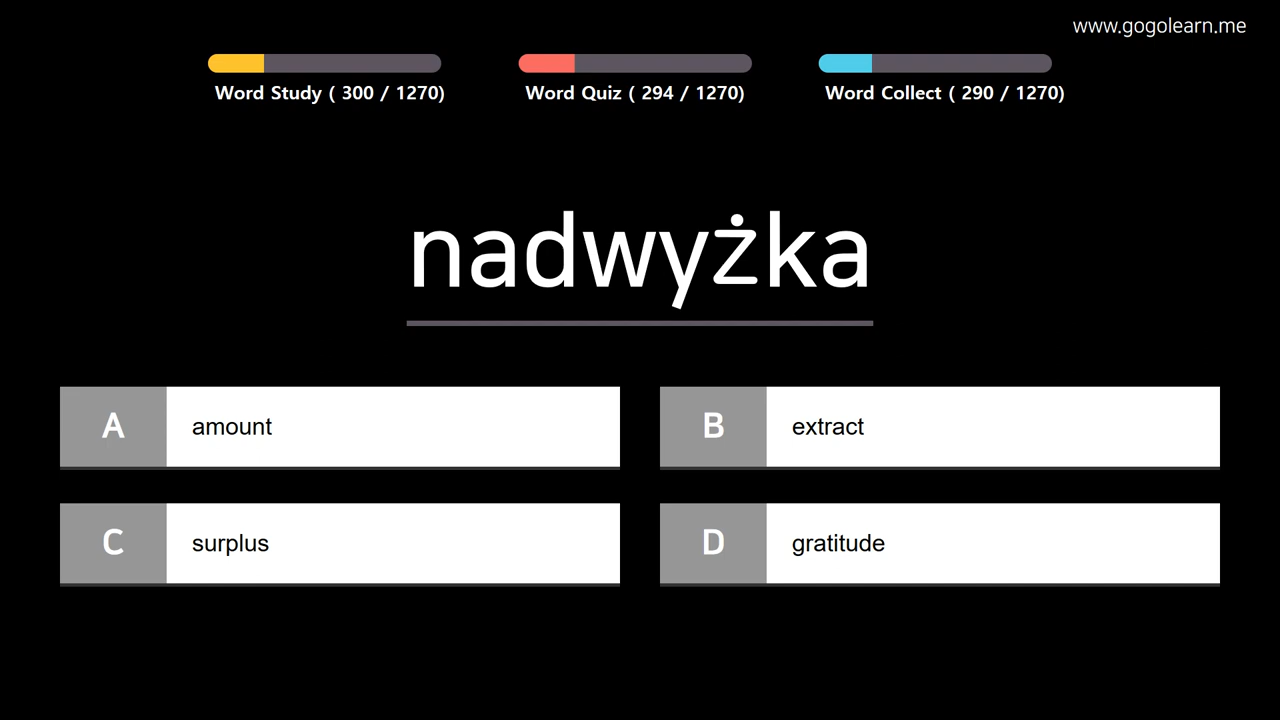 www.gogolearn.me
Word Study ( 300 / 1270)
Word Quiz ( 294 / 1270)
Word Collect ( 290 / 1270)
nadwyżka
A
amount
B
extract
C
surplus
D
gratitude